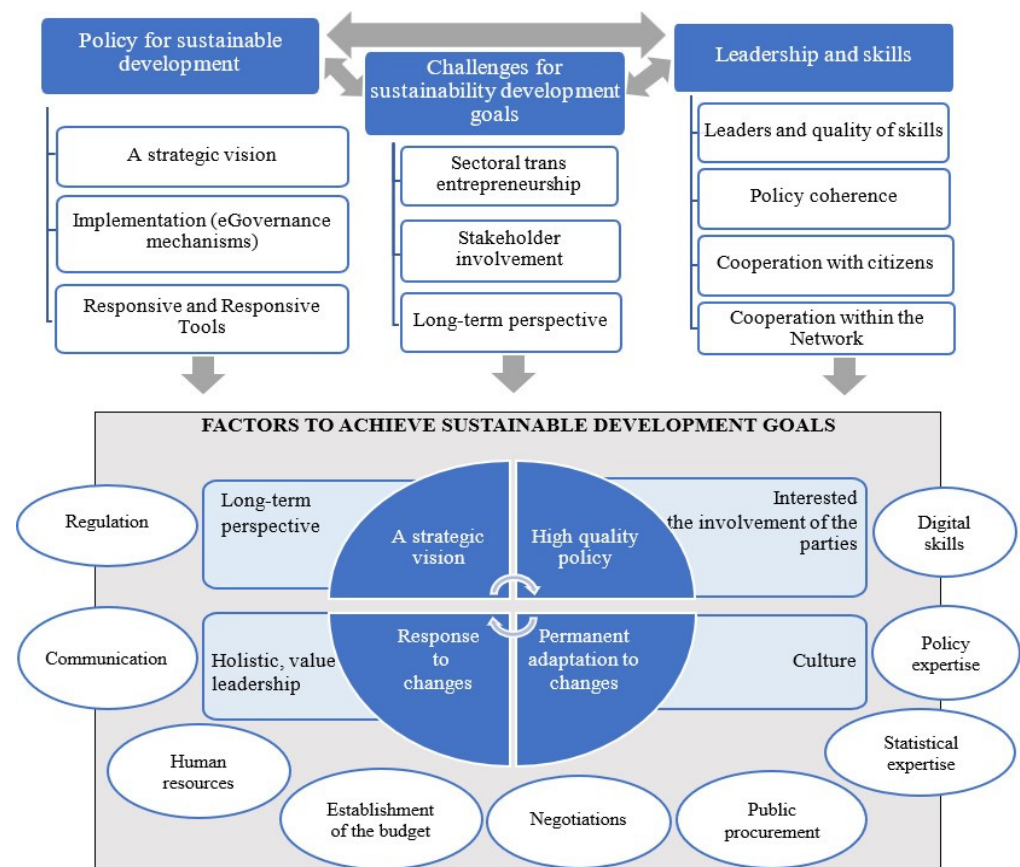 Policy for sustainable
development
Challenges for
sustainability development
goals
Leadership and skills
A strategic vision
Implementation (eGovernance
mechanisms)
Responsive and Responsive
Tools
Sectoral trans
entrepreneurship
Stakeholder
involvement
Long-term perspective
Leaders and quality of skills
Policy coherence
Cooperation with citizens
Cooperation within the
Network
FACTORS TO ACHIEVE SUSTAINABLE DEVELOPMENT GOALS
Regulation
Long-term
perspective
A strategic
vision
High quality
policy
Interested
the involvement of the
parties
Digital
skills
Communication
Holistic, value
leadership
Response
to
changes
Permanent
adaptation to
changes
Culture
Policy
expertise
Human
resources
Establishment
of the budget
Negotiations
Public
procurement
Statistical
expertise